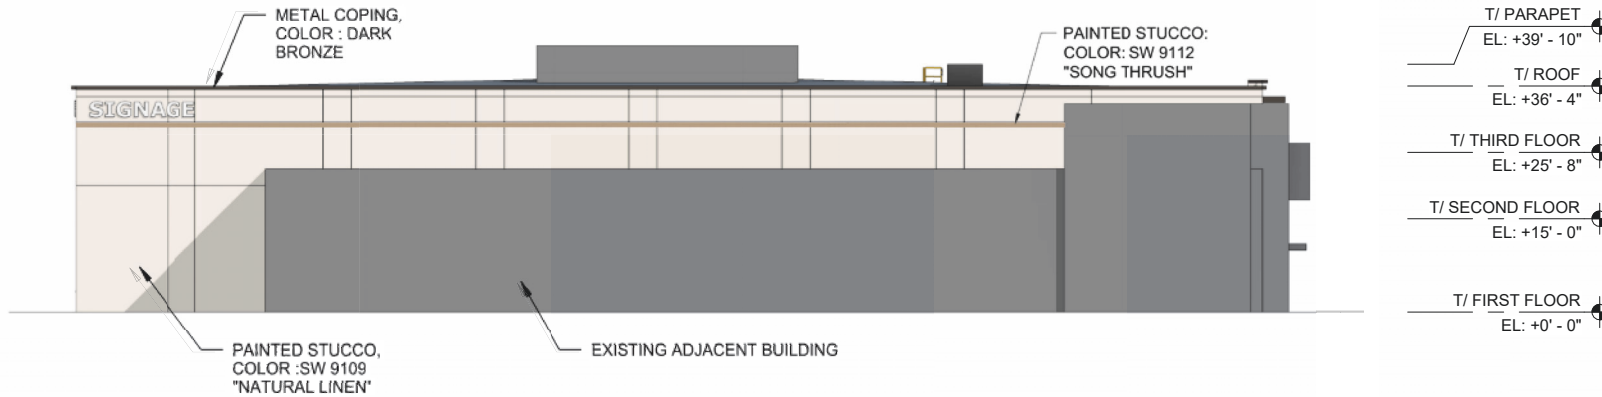 METAL COPING,
COLOR : DARK
BRONZE
PAINTED STUCCO:
COLOR: SW 9112
"SONG THRUSH"
SIGNAGE
PAINTED STUCCO,
COLOR :SW 9109
"NATURAL LINEN"
EXISTING ADJACENT BUILDING
T/ PARAPET
EL: +39' - 10"
T/ ROOF
EL: +36' - 4"
T/ THIRD FLOOR
EL: +25' - 8"
T/ SECOND FLOOR
EL: +15' - 0"
T/ FIRST FLOOR
EL: +0' - 0"